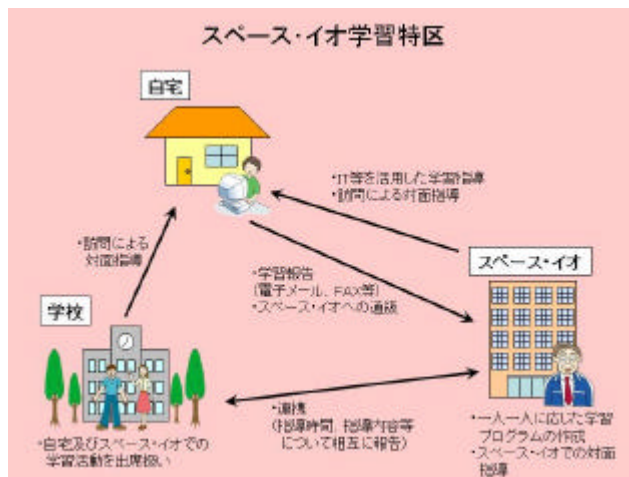 スペース・イオ学習特区
自宅
・IT等を活用した学習指導
・訪問による対面指導
・訪問による
対面指導
・学習報告
(電子メール、FAX等)
・スペース・イオへの通級
スペース・イオ
学校
・連携
(指導時間、指導内容等
について相互に報告)
・自宅及びスペース・イオでの
学習活動を出席扱い
・一人一人に応じた学習
プログラムの作成
・スペース・イオでの対面
指導